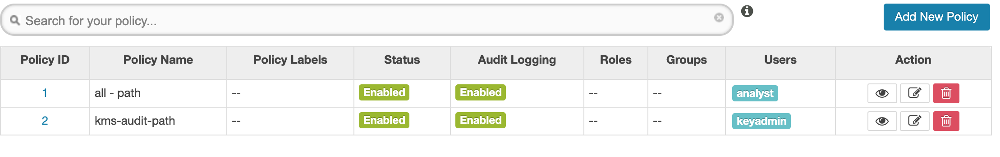 Search for your policy...
Add New Policy
Policy ID Policy Name Policy Labels Status Audit Logging Roles Groups Users Action
1 all - path -- Enabled Enabled -- -- analyst
2 kms-audit-path -- Enabled Enabled -- -- keyadmin